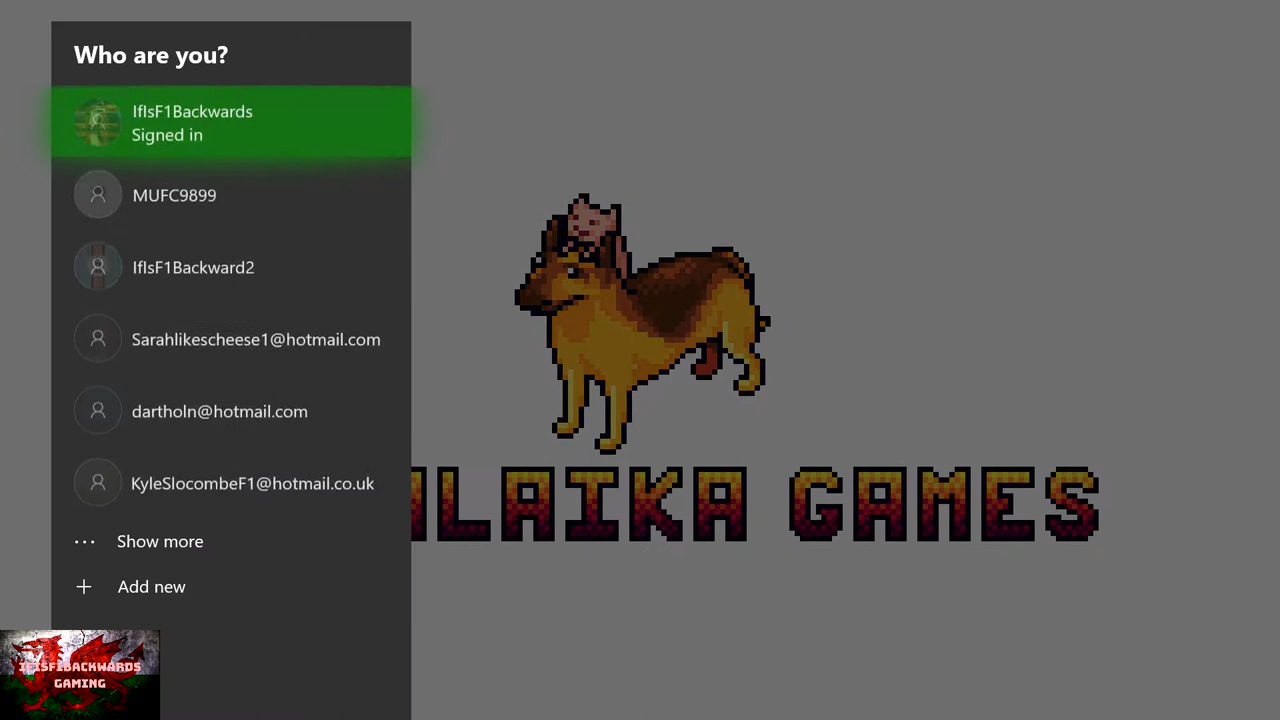 Who are you?
IfIsF1Backwards
Signed in
MUFC9899
IfIsF1Backward2
Sarahlikescheese1@hotmail.com
dartholn@hotmail.com
KyleSlocombeF1@hotmail.co.uk
Show more
Add new
ALAIKA GAMES
IFISF1BACKWARDS
GAMING